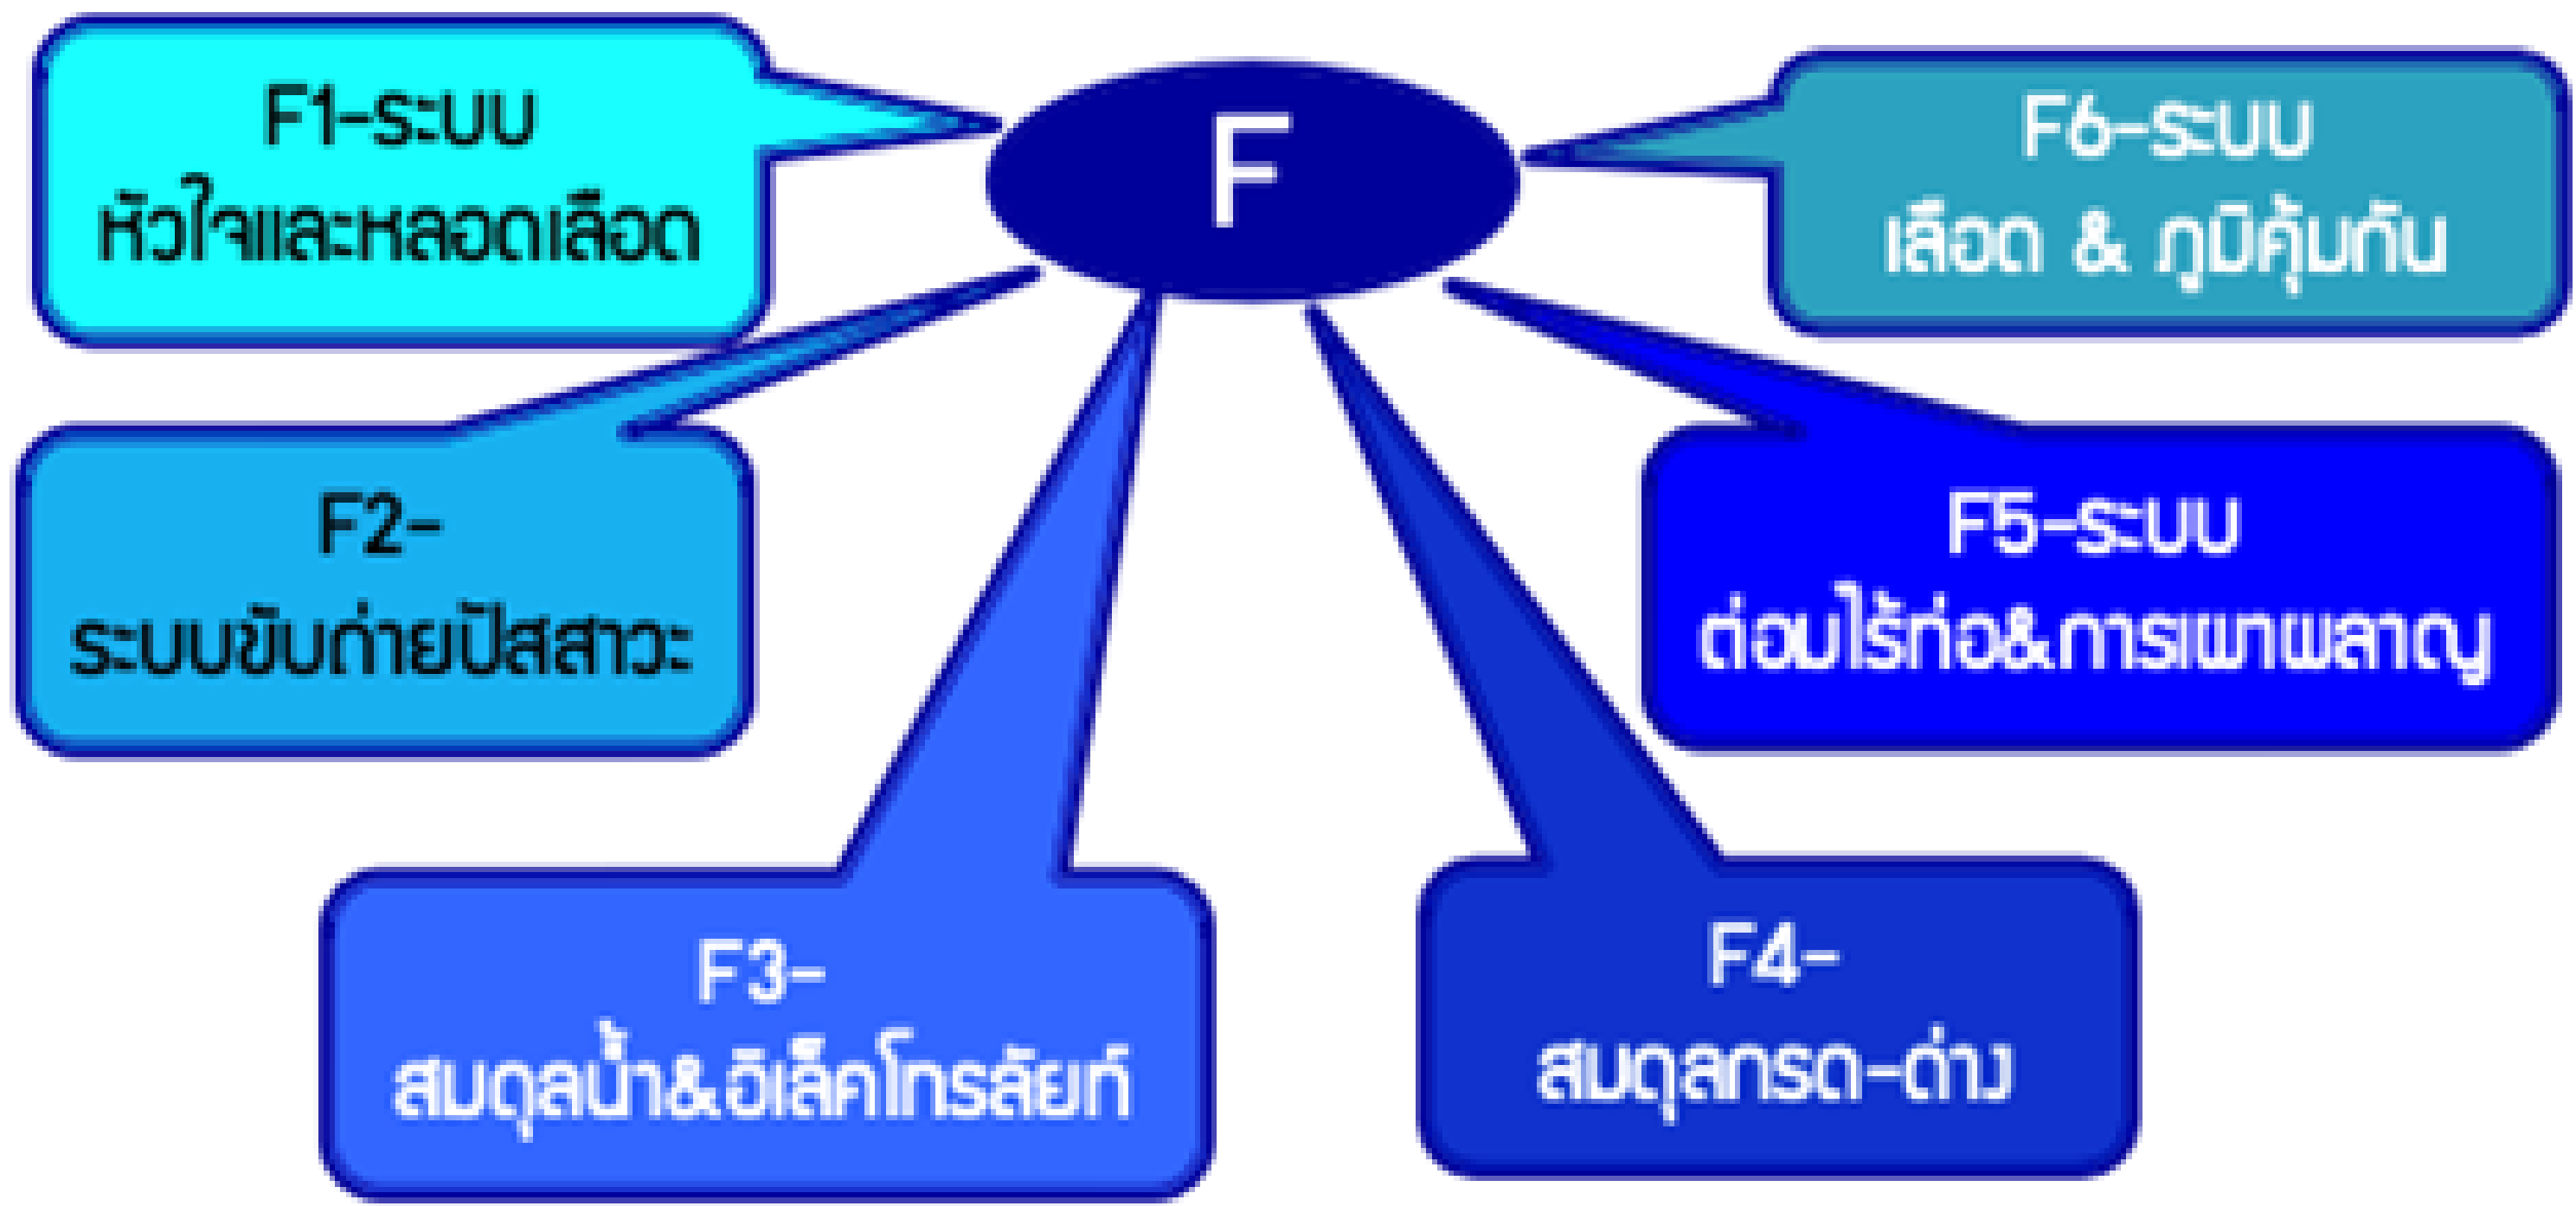 F
F1-ระบบ
หัวใจและหลอดเลือด
F2-
ระบบขับถ่ายปัสสาวะ
F3-
สมดุลน้ำ&อิเล็คโทรลัยท์
F4-
สมดุลกรด-ด่าง
F5-ระบบ
ต่อมไร้ท่อ&การเผาผลาญ
F6-ระบบ
เลือด & ภูมิคุ้มกัน